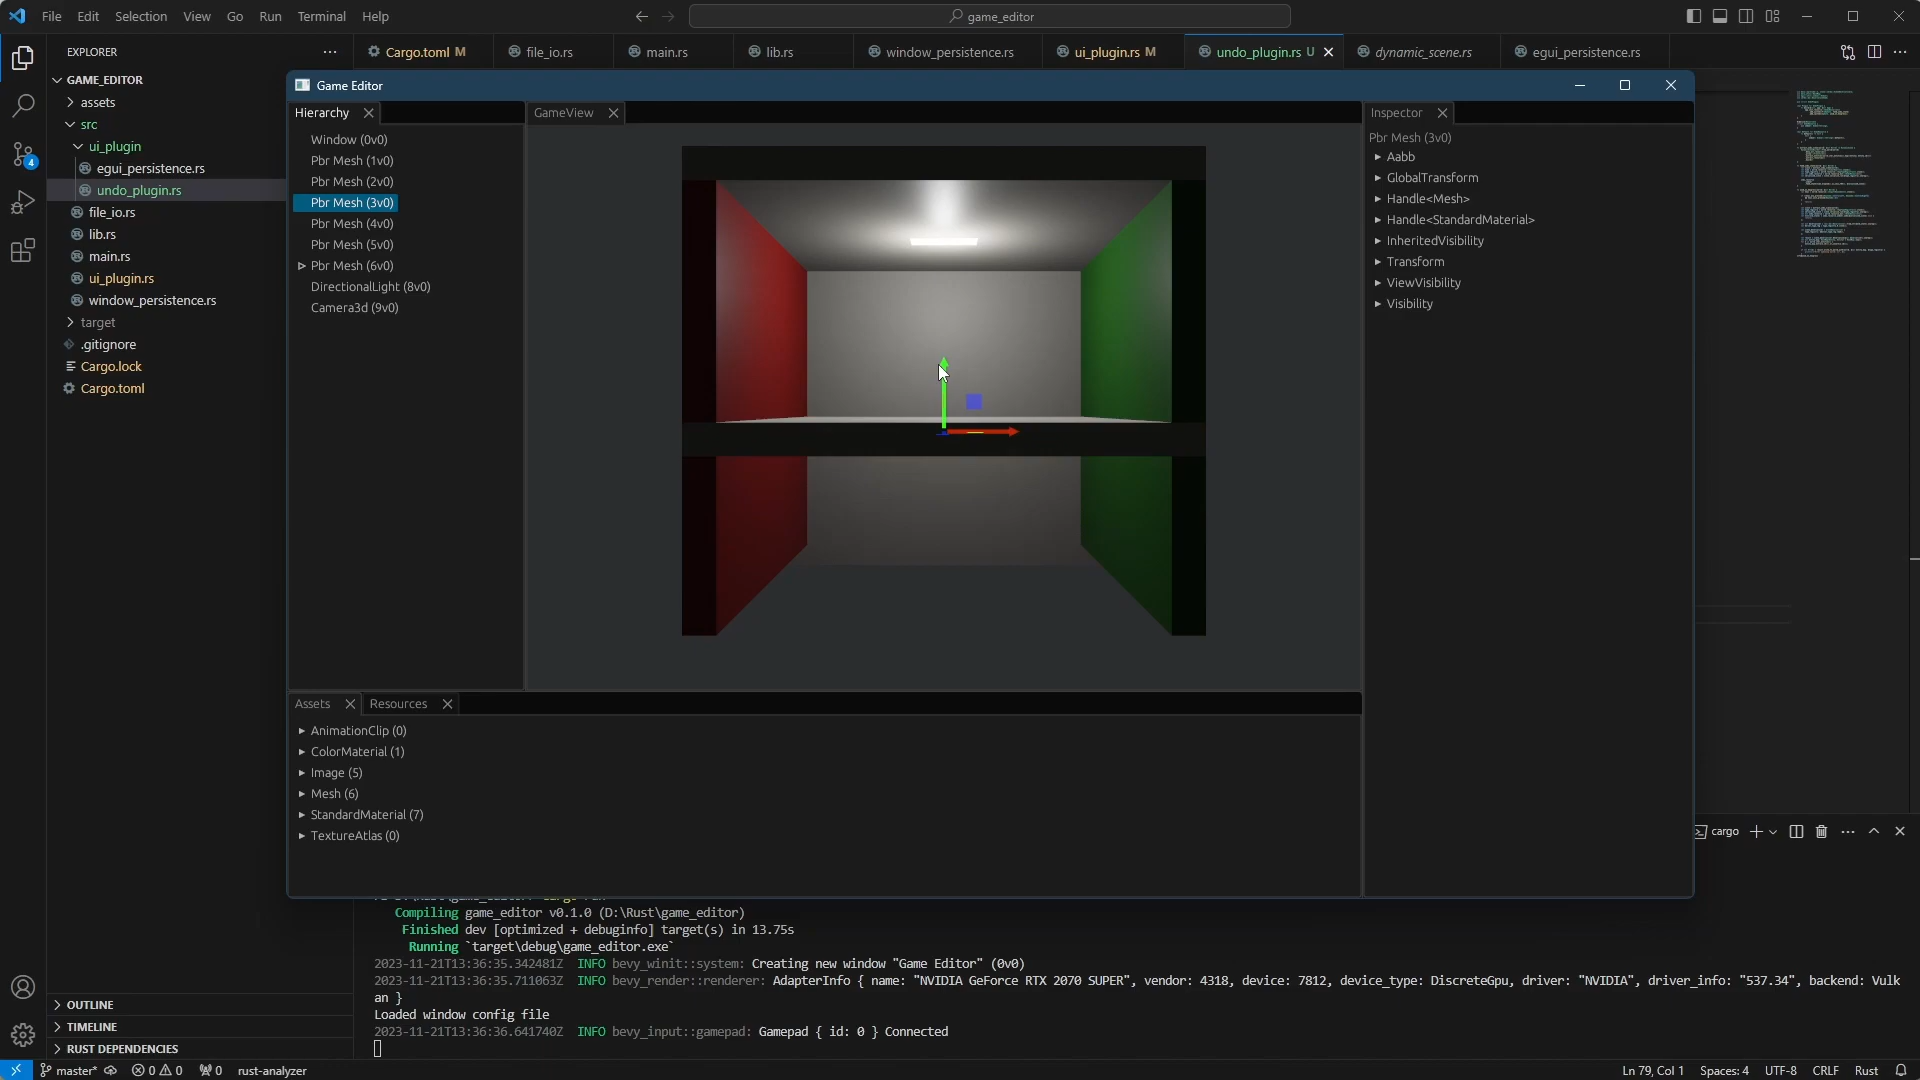 File Edit Selection View Go Run Terminal Help
game_editor
EXPLORER
Cargo.toml M
file_io.rs
main.rs
lib.rs
window_persistence.rs
ui_plugin.rs M
undo_plugin.rs U
dynamic_scene.rs
egui_persistence.rs
GAME_EDITOR
assets
src
ui_plugin
egui_persistence.rs
undo_plugin.rs
file_io.rs
lib.rs
main.rs
ui_plugin.rs
window_persistence.rs
target
.gitignore
Cargo.lock
Cargo.toml
4
Game Editor
Hierarchy
Window (0v0)
Pbr Mesh (1v0)
Pbr Mesh (2v0)
Pbr Mesh (3v0)
Pbr Mesh (4v0)
Pbr Mesh (5v0)
Pbr Mesh (6v0)
DirectionalLight (8v0)
Camera3d (9v0)
GameView
Inspector
Pbr Mesh (3v0)
Aabb
GlobalTransform
Handle<Mesh>
Handle<StandardMaterial>
InheritedVisibility
Transform
ViewVisibility
Visibility
Assets
Resources
AnimationClip (0)
ColorMaterial (1)
Image (5)
Mesh (6)
StandardMaterial (7)
TextureAtlas (0)
cargo
Compiling game_editor v0.1.0 (D:\Rust\game_editor)
Finished dev [optimized + debuginfo] target(s) in 13.75s
Running `target\debug\game_editor.exe`
2023-11-21T13:36:35.342481Z INFO bevy_winit::system: Creating new window "Game Editor" (0v0)
2023-11-21T13:36:35.711063Z INFO bevy_render::renderer: AdapterInfo { name: "NVIDIA GeForce RTX 2070 SUPER", vendor: 4318, device: 7812, device_type: DiscreteGpu, driver: "NVIDIA", driver_info: "537.34", backend: Vulk
an }
Loaded window config file
2023-11-21T13:36:36.641740Z INFO bevy_input::gamepad: Gamepad { id: 0 } Connected
OUTLINE
TIMELINE
RUST DEPENDENCIES
master* 0 0 0 rust-analyzer
Ln 79, Col 1 Spaces: 4 UTF-8 CRLF Rust